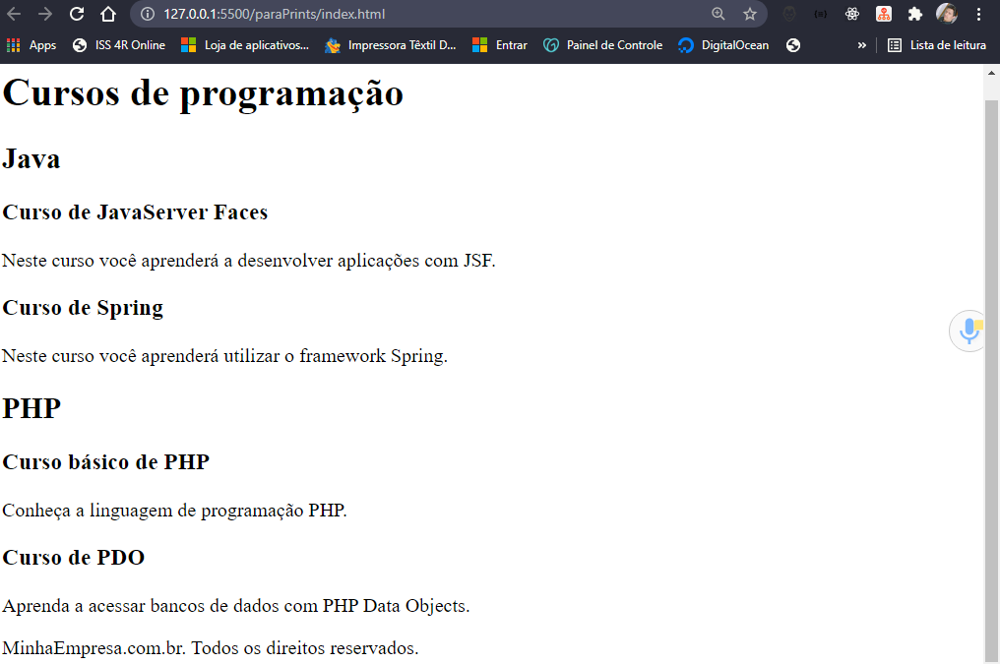 127.0.0.1:5500/paraPrints/index.html
Apps ISS 4R Online Loja de aplicativos... Impressora Têxtil D... Entrar Painel de Controle DigitalOcean » Lista de leitura
Cursos de programação
Java
Curso de JavaServer Faces
Neste curso você aprenderá a desenvolver aplicações com JSF.
Curso de Spring
Neste curso você aprenderá utilizar o framework Spring.
PHP
Curso básico de PHP
Conheça a linguagem de programação PHP.
Curso de PDO
Aprenda a acessar bancos de dados com PHP Data Objects.
MinhaEmpresa.com.br. Todos os direitos reservados.